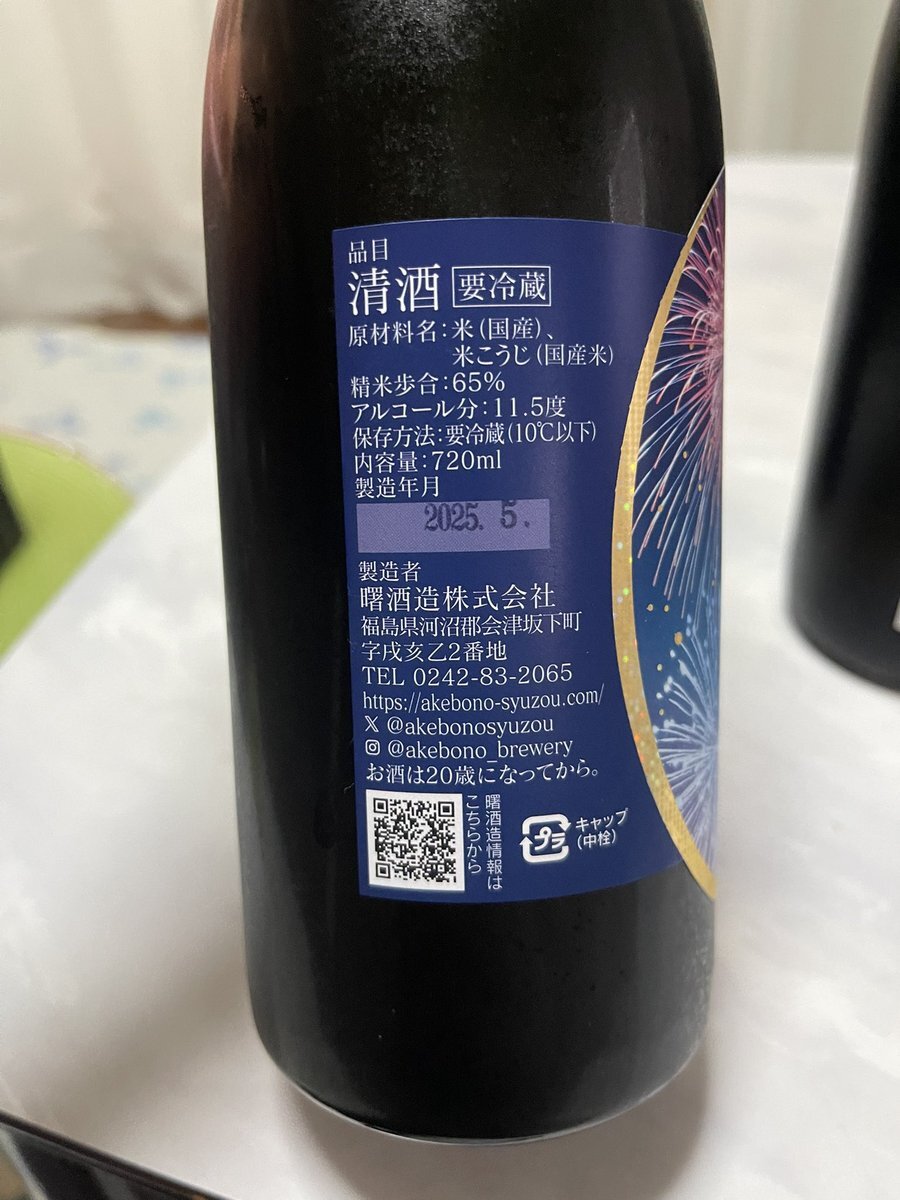 品目
清酒 要冷蔵
原材料名：米（国産）、
米こうじ（国産米）
精米歩合：65%
アルコール分：11.5度
保存方法：要冷蔵（10℃以下）
内容量：720ml
製造年月
2025. 5.
製造者
曙酒造株式会社
福島県河沼郡会津坂下町
字戌亥乙2番地
TEL 0242-83-2065
https://akebono-syuzou.com/
X @akebonosyuzou
@akebono_brewery
お酒は20歳になってから。
曙酒造情報は
こちらから
プラ
キャップ
（中栓）